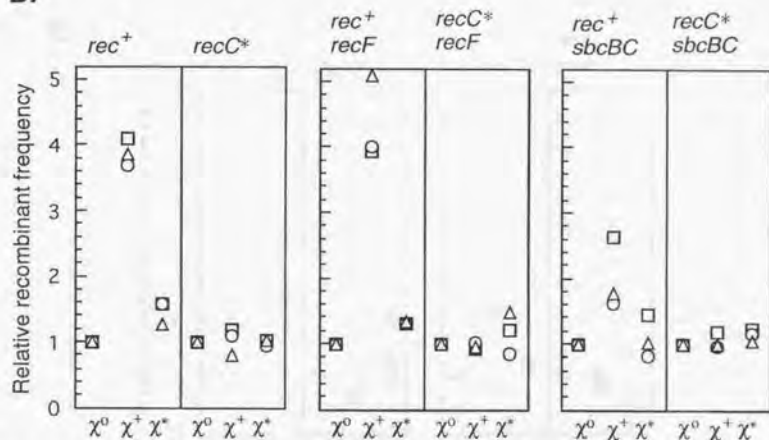 B.
rec+ recC* rec+ recF recC* recF rec+ sbcBC recC* sbcBC
Relative recombinant frequency
5
4
3
2
1
0
χ° χ+ χ* χ° χ+ χ* χ° χ+ χ* χ° χ+ χ* χ° χ+ χ* χ° χ+ χ*